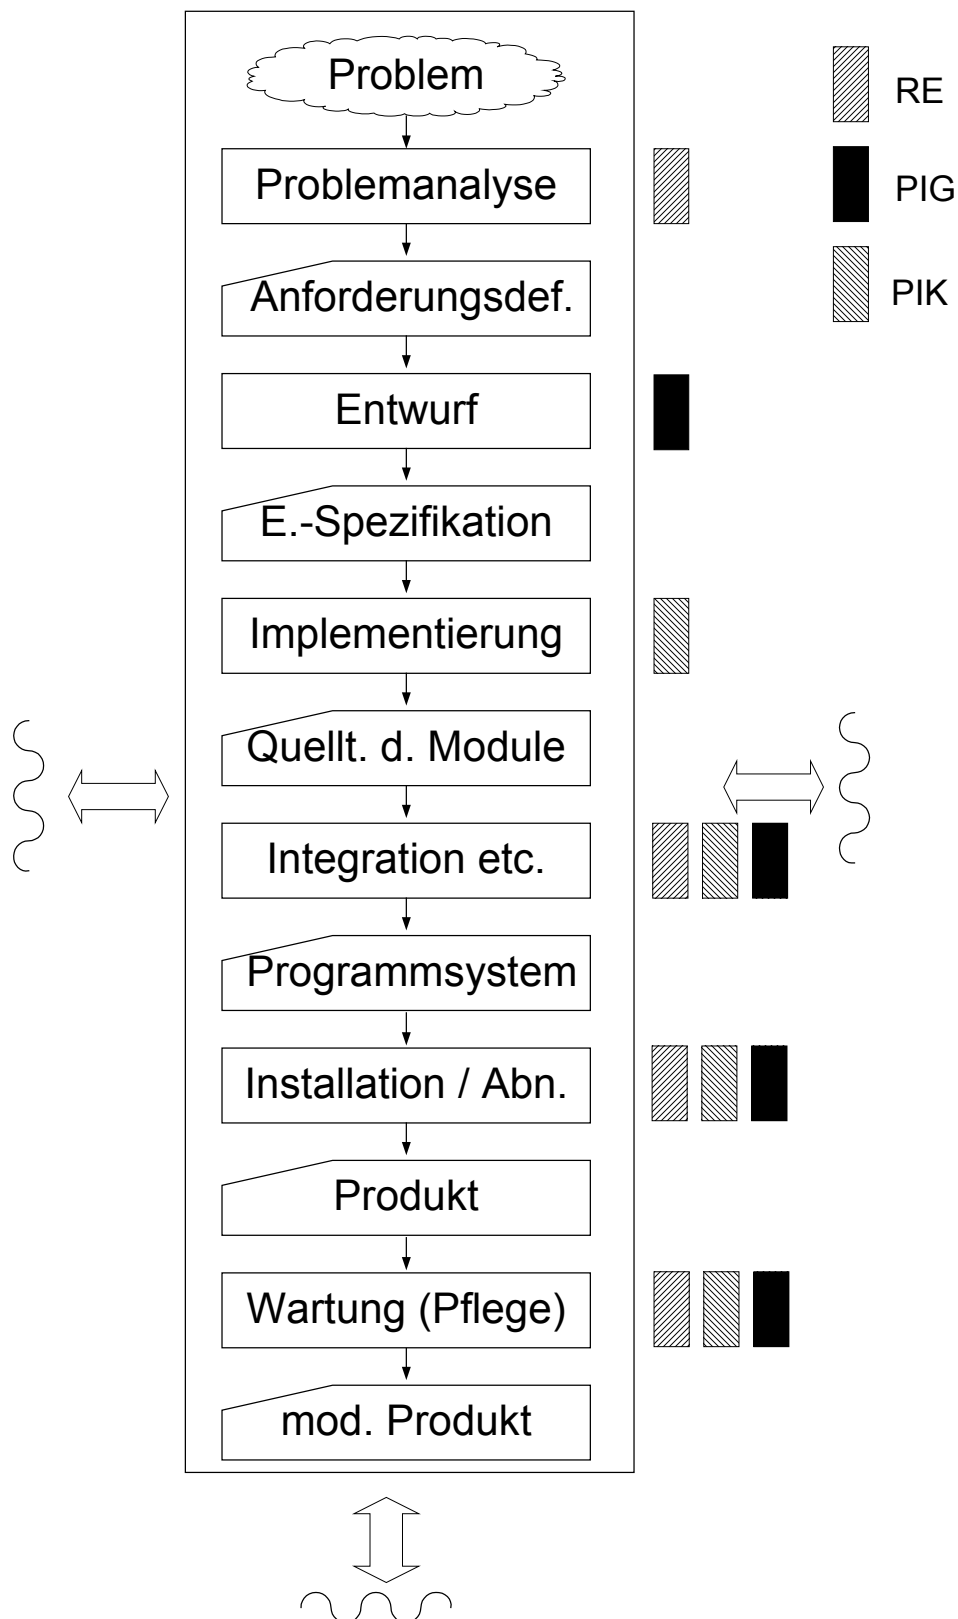 Problem
RE
Problemanalyse
PIG
Anforderungsdef.
PIK
Entwurf
E.-Spezifikation
Implementierung
Quellt. d. Module
Integration etc.
Programmsystem
Installation / Abn.
Produkt
Wartung (Pflege)
mod. Produkt